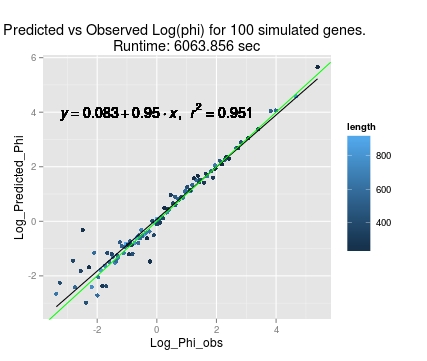 Predicted vs Observed Log(phi) for 100 simulated genes.
Runtime: 6063.856 sec
y = 0.083 + 0.95 · x, r² = 0.951
Log_Predicted_Phi
6
4
2
0
-2
-2
0
2
4
Log_Phi_obs
length
800
600
400